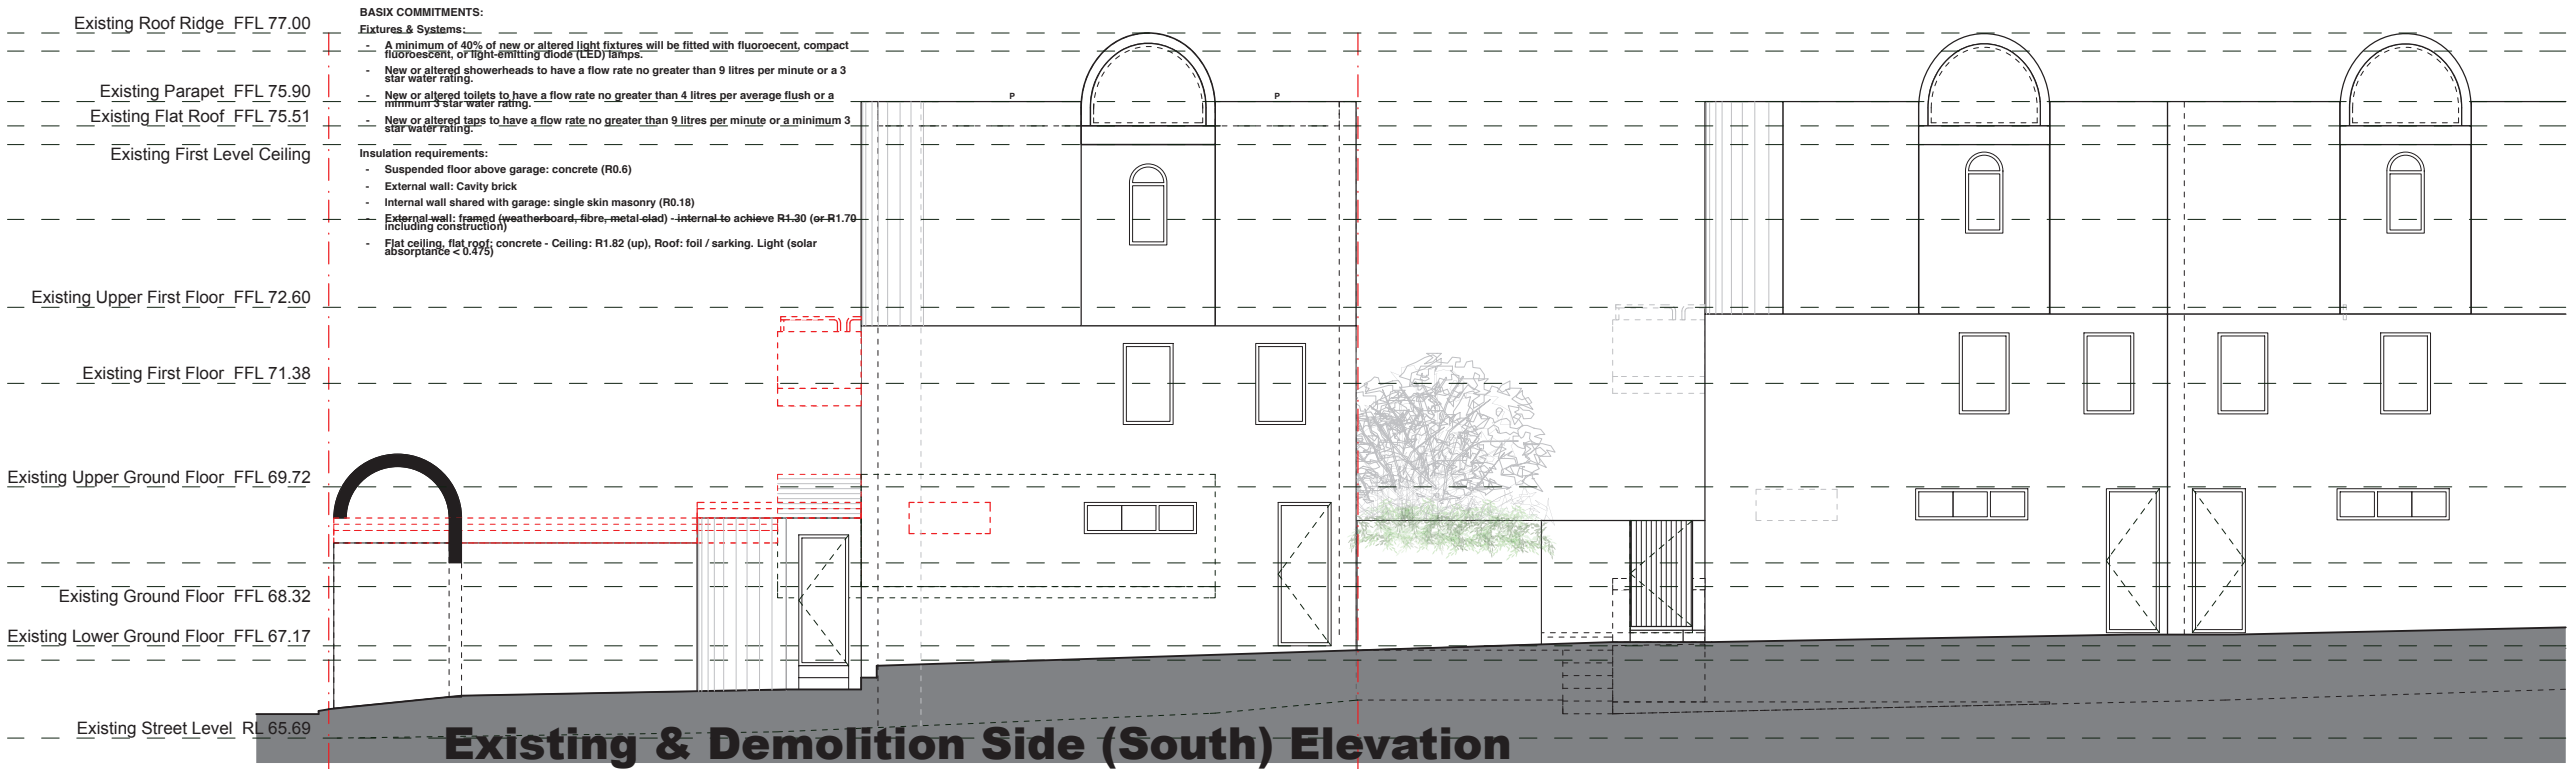 Existing Roof Ridge FFL 77.00
Existing Parapet FFL 75.90
Existing Flat Roof FFL 75.51
Existing First Level Ceiling
Existing Upper First Floor FFL 72.60
Existing First Floor FFL 71.38
Existing Upper Ground Floor FFL 69.72
Existing Ground Floor FFL 68.32
Existing Lower Ground Floor FFL 67.17
Existing Street Level RL 65.69
BASIX COMMITMENTS:
Fixtures & Systems:
- A minimum of 40% of new or altered light fixtures will be fitted with fluoroecent, compact
fluoroescent, or light-emitting diode (LED) lamps.
- New or altered showerheads to have a flow rate no greater than 9 litres per minute or a 3
star water rating.
- New or altered toilets to have a flow rate no greater than 4 litres per average flush or a
minimum 3 star water rating.
- New or altered taps to have a flow rate no greater than 9 litres per minute or a minimum 3
star water rating.
Insulation requirements:
- Suspended floor above garage: concrete (R0.6)
- External wall: Cavity brick
- Internal wall shared with garage: single skin masonry (R0.18)
- External wall: framed (weatherboard, fibre, metal clad) - internal to achieve R1.30 (or R1.70
including construction)
- Flat ceiling, flat roof: concrete - Ceiling: R1.82 (up), Roof: foil / sarking. Light (solar
absorptance < 0.475)
P
P
Existing & Demolition Side (South) Elevation